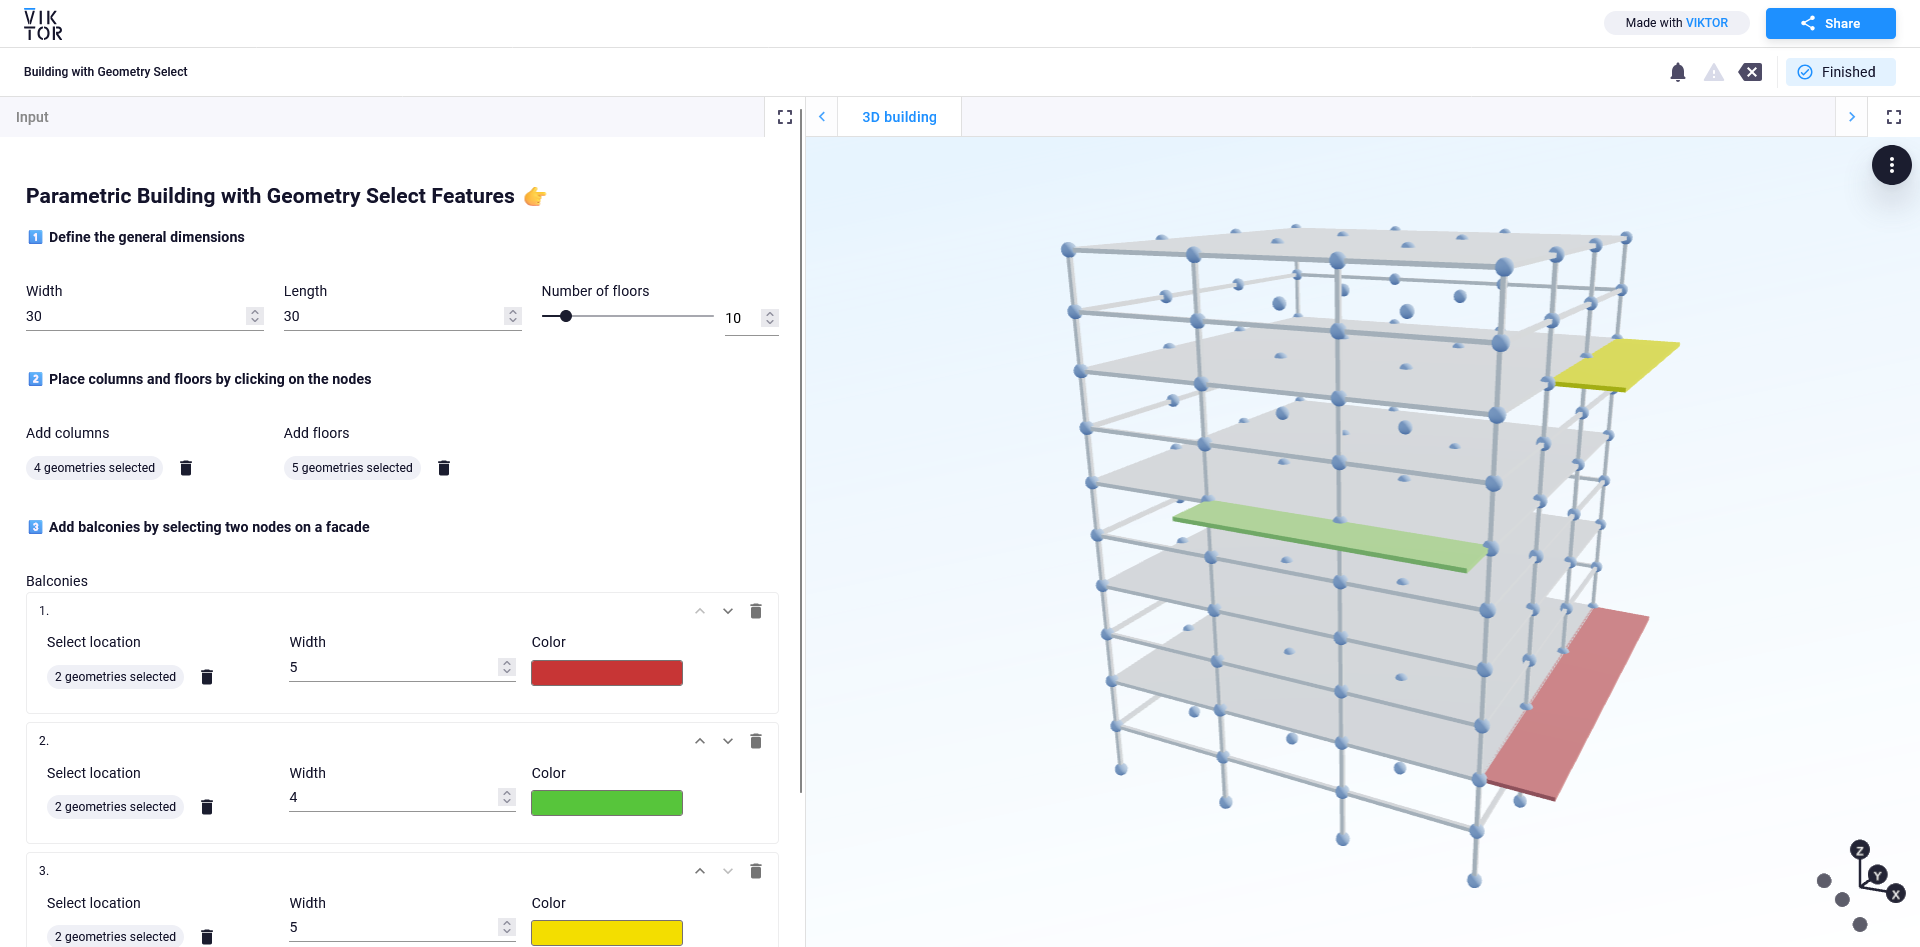 VIKTOR
Made with VIKTOR
Share
Building with Geometry Select
Finished
Input
3D building
Parametric Building with Geometry Select Features 👉
1 Define the general dimensions
Width
Length
Number of floors
30
30
10
2 Place columns and floors by clicking on the nodes
Add columns
Add floors
4 geometries selected
5 geometries selected
3 Add balconies by selecting two nodes on a facade
Balconies
1.
Select location
Width
Color
2 geometries selected
5
2.
Select location
Width
Color
2 geometries selected
4
3.
Select location
Width
Color
2 geometries selected
5
Z
Y
X